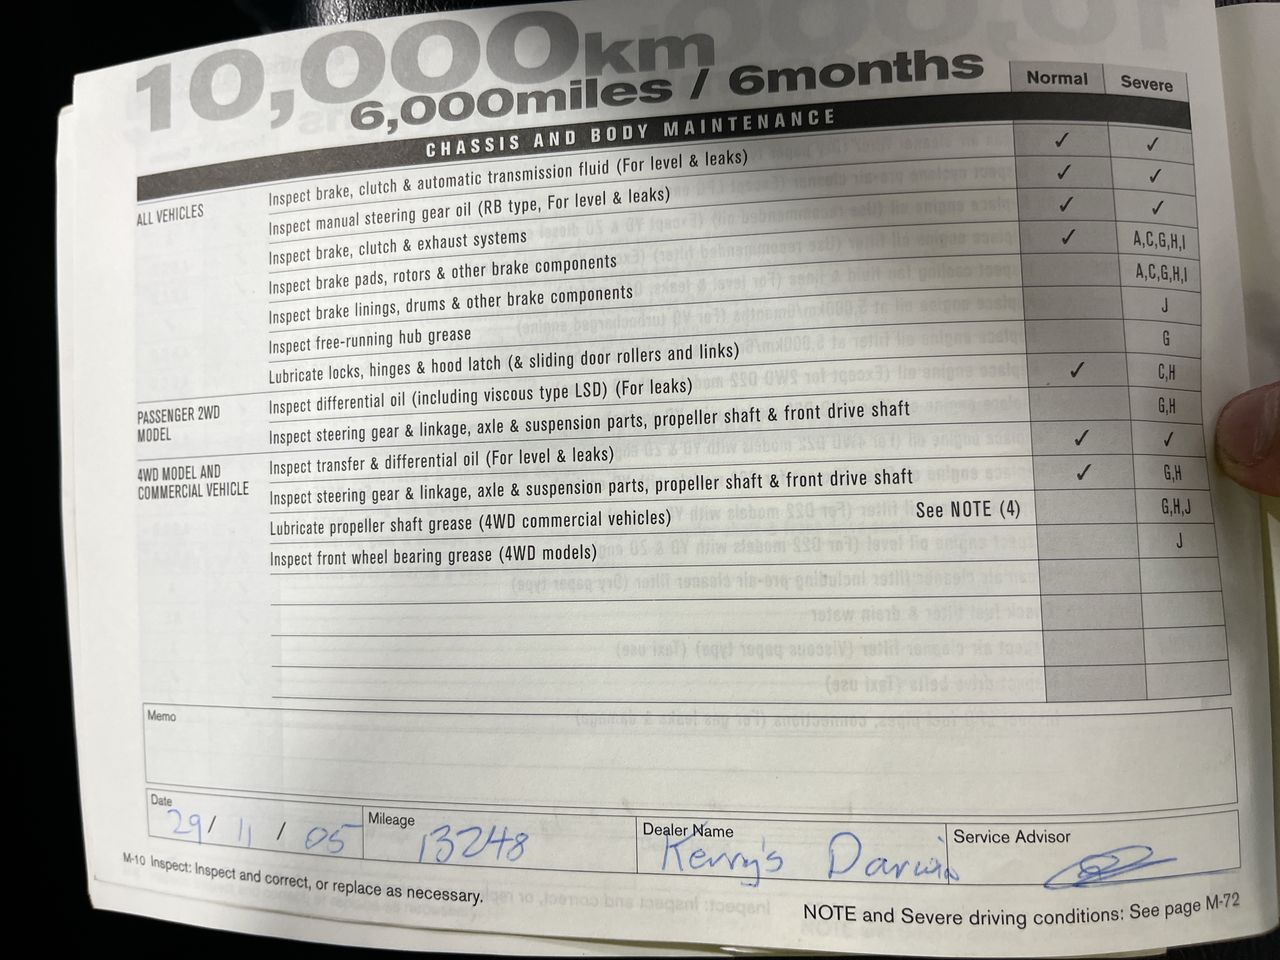 10,000km
6,000miles / 6months
Normal Severe
CHASSIS AND BODY MAINTENANCE
ALL VEHICLES
Inspect brake, clutch & automatic transmission fluid (For level & leaks) ✓ ✓
Inspect manual steering gear oil (RB type, For level & leaks) ✓ ✓
Inspect brake, clutch & exhaust systems ✓ ✓
Inspect brake pads, rotors & other brake components ✓ A,C,G,H,I
Inspect brake linings, drums & other brake components A,C,G,H,I
Inspect free-running hub grease J
Lubricate locks, hinges & hood latch (& sliding door rollers and links) G
PASSENGER 2WD
MODEL
Inspect differential oil (including viscous type LSD) (For leaks) ✓ C,H
Inspect steering gear & linkage, axle & suspension parts, propeller shaft & front drive shaft G,H
4WD MODEL AND
COMMERCIAL VEHICLE
Inspect transfer & differential oil (For level & leaks) ✓ ✓
Inspect steering gear & linkage, axle & suspension parts, propeller shaft & front drive shaft ✓ G,H
Lubricate propeller shaft grease (4WD commercial vehicles) See NOTE (4) G,H,J
Inspect front wheel bearing grease (4WD models) J
Memo
Date Mileage Dealer Name Service Advisor
29/ 11 / 05 13248 Kerry's Darwin
M-10 Inspect: Inspect and correct, or replace as necessary.
NOTE and Severe driving conditions: See page M-72